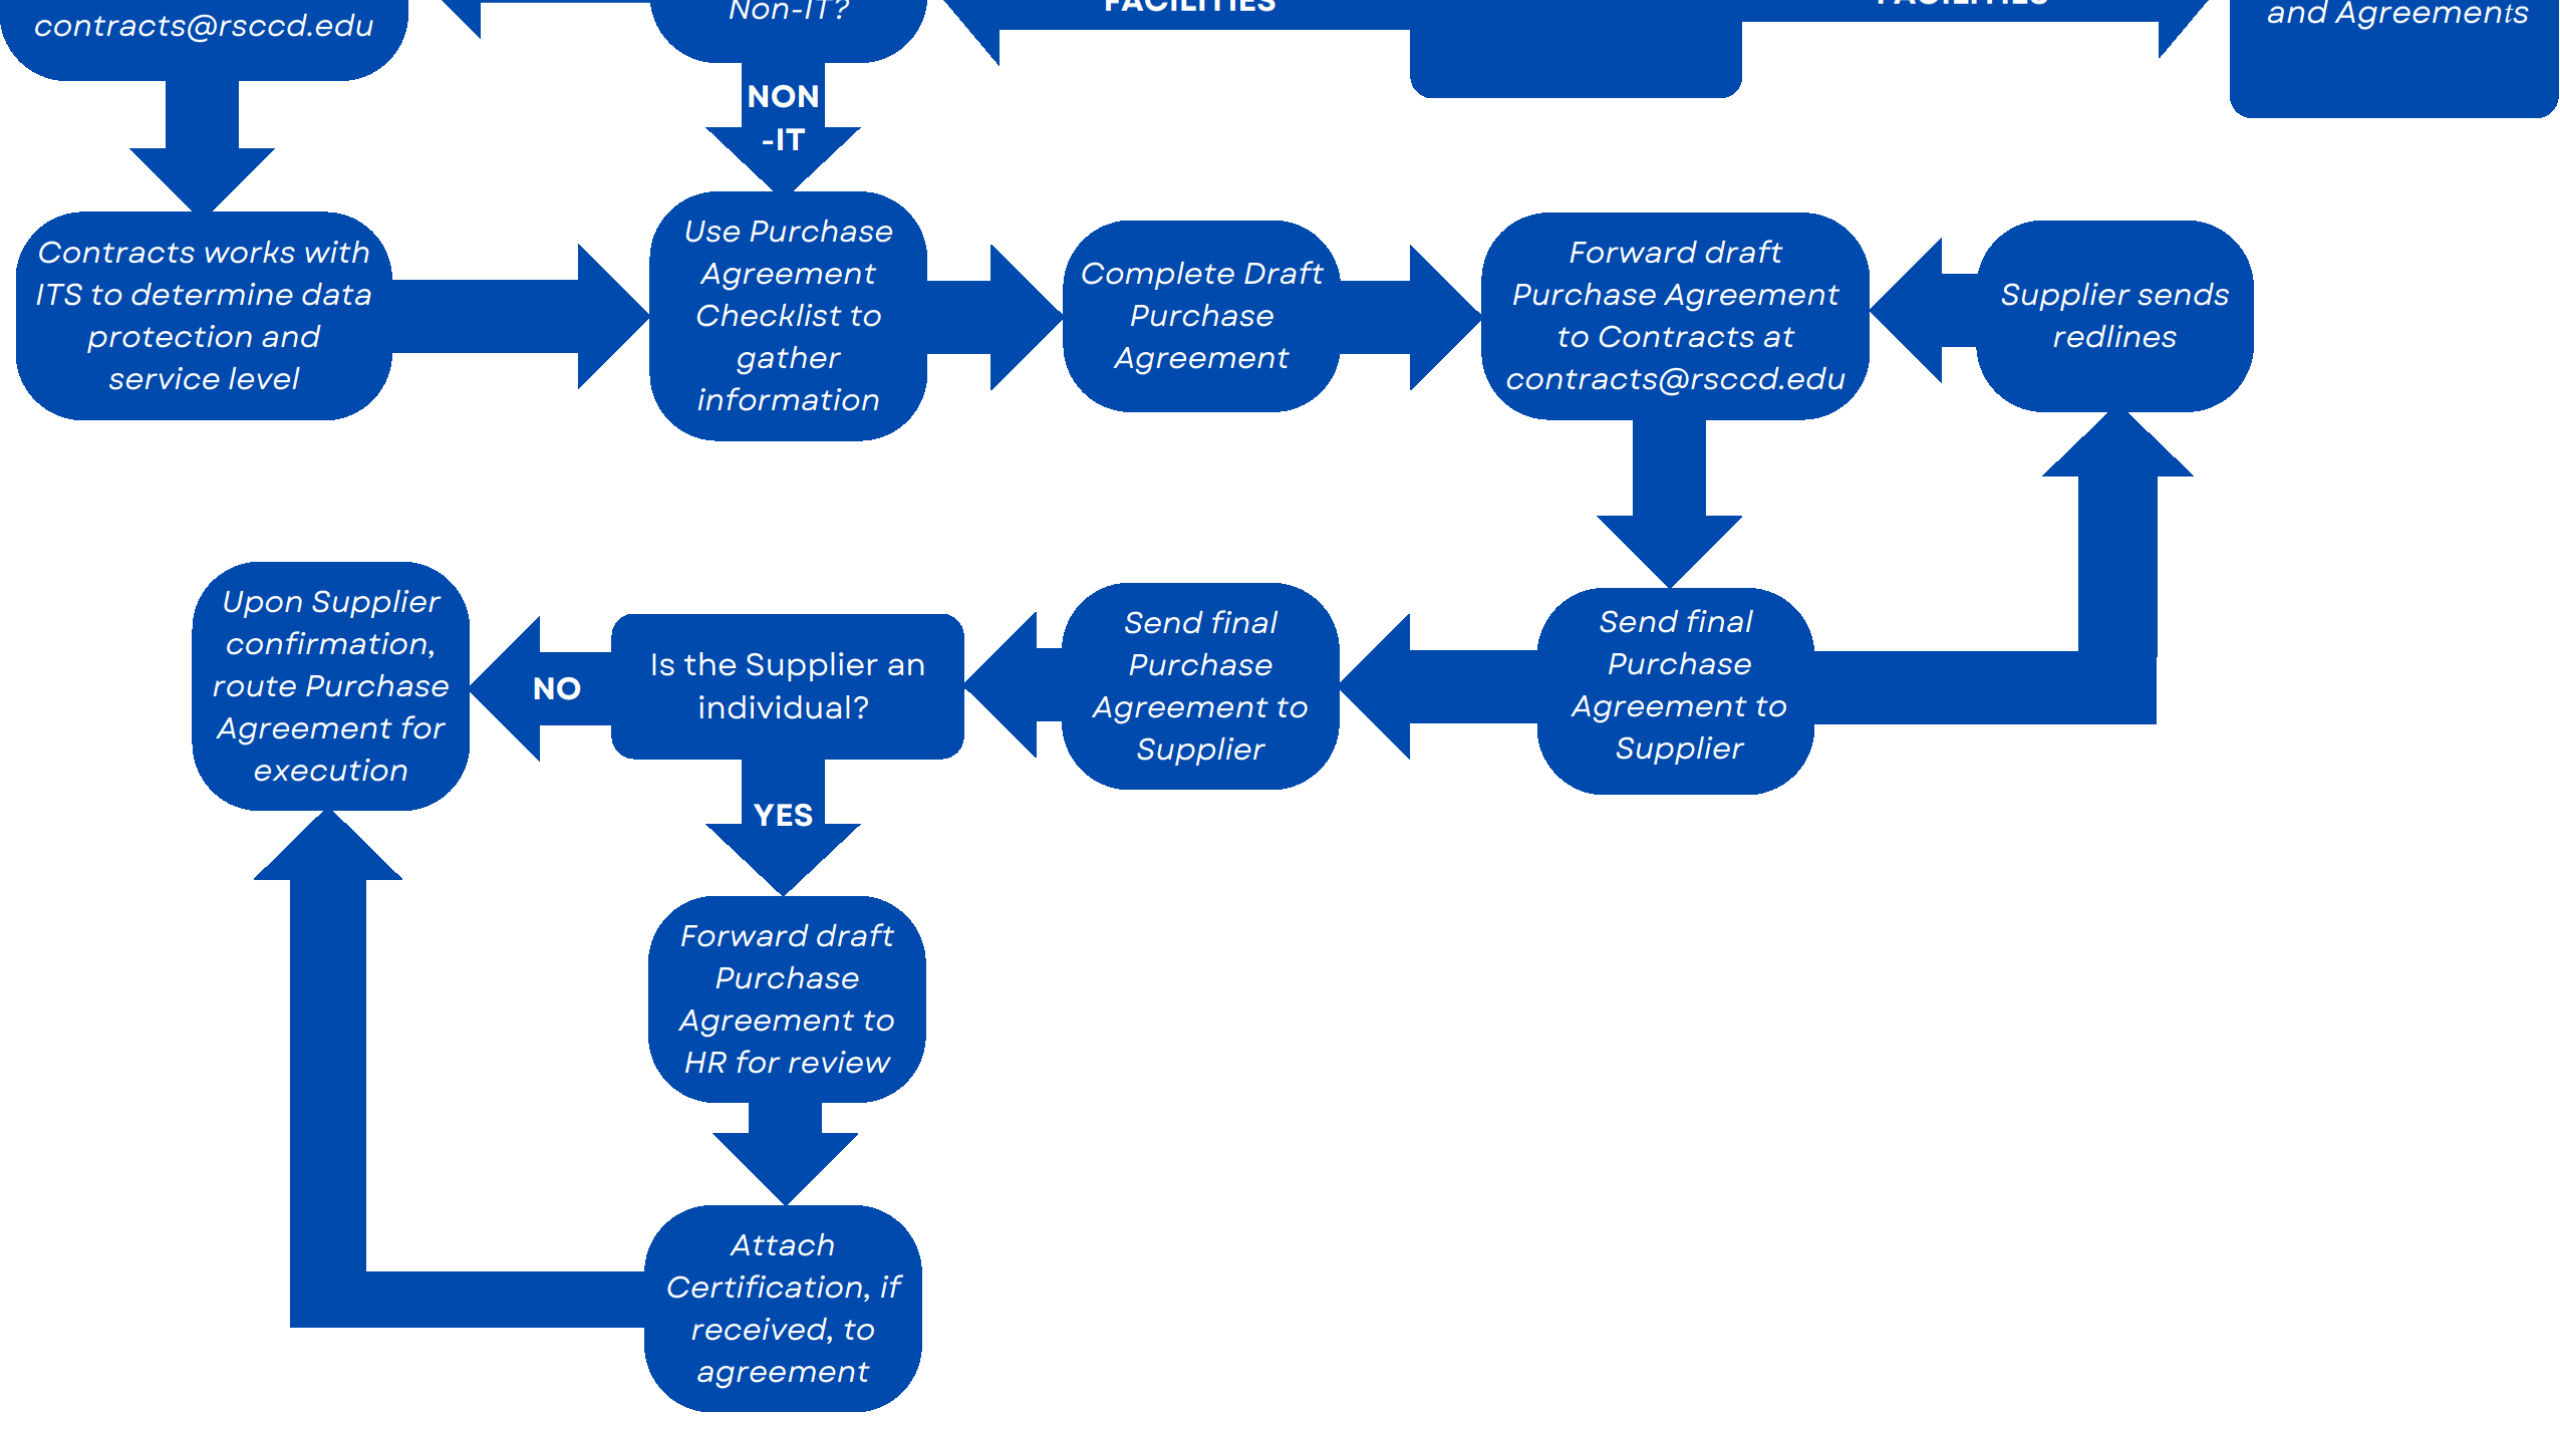 contracts@rsccd.edu
Non-IT?
FACILITIES
FACILITIES
and Agreements
NON
-IT
Contracts works with
ITS to determine data
protection and
service level
Use Purchase
Agreement
Checklist to
gather
information
Complete Draft
Purchase
Agreement
Forward draft
Purchase Agreement
to Contracts at
contracts@rsccd.edu
Supplier sends
redlines
Upon Supplier
confirmation,
route Purchase
Agreement for
execution
NO
Is the Supplier an
individual?
Send final
Purchase
Agreement to
Supplier
Send final
Purchase
Agreement to
Supplier
YES
Forward draft
Purchase
Agreement to
HR for review
Attach
Certification, if
received, to
agreement